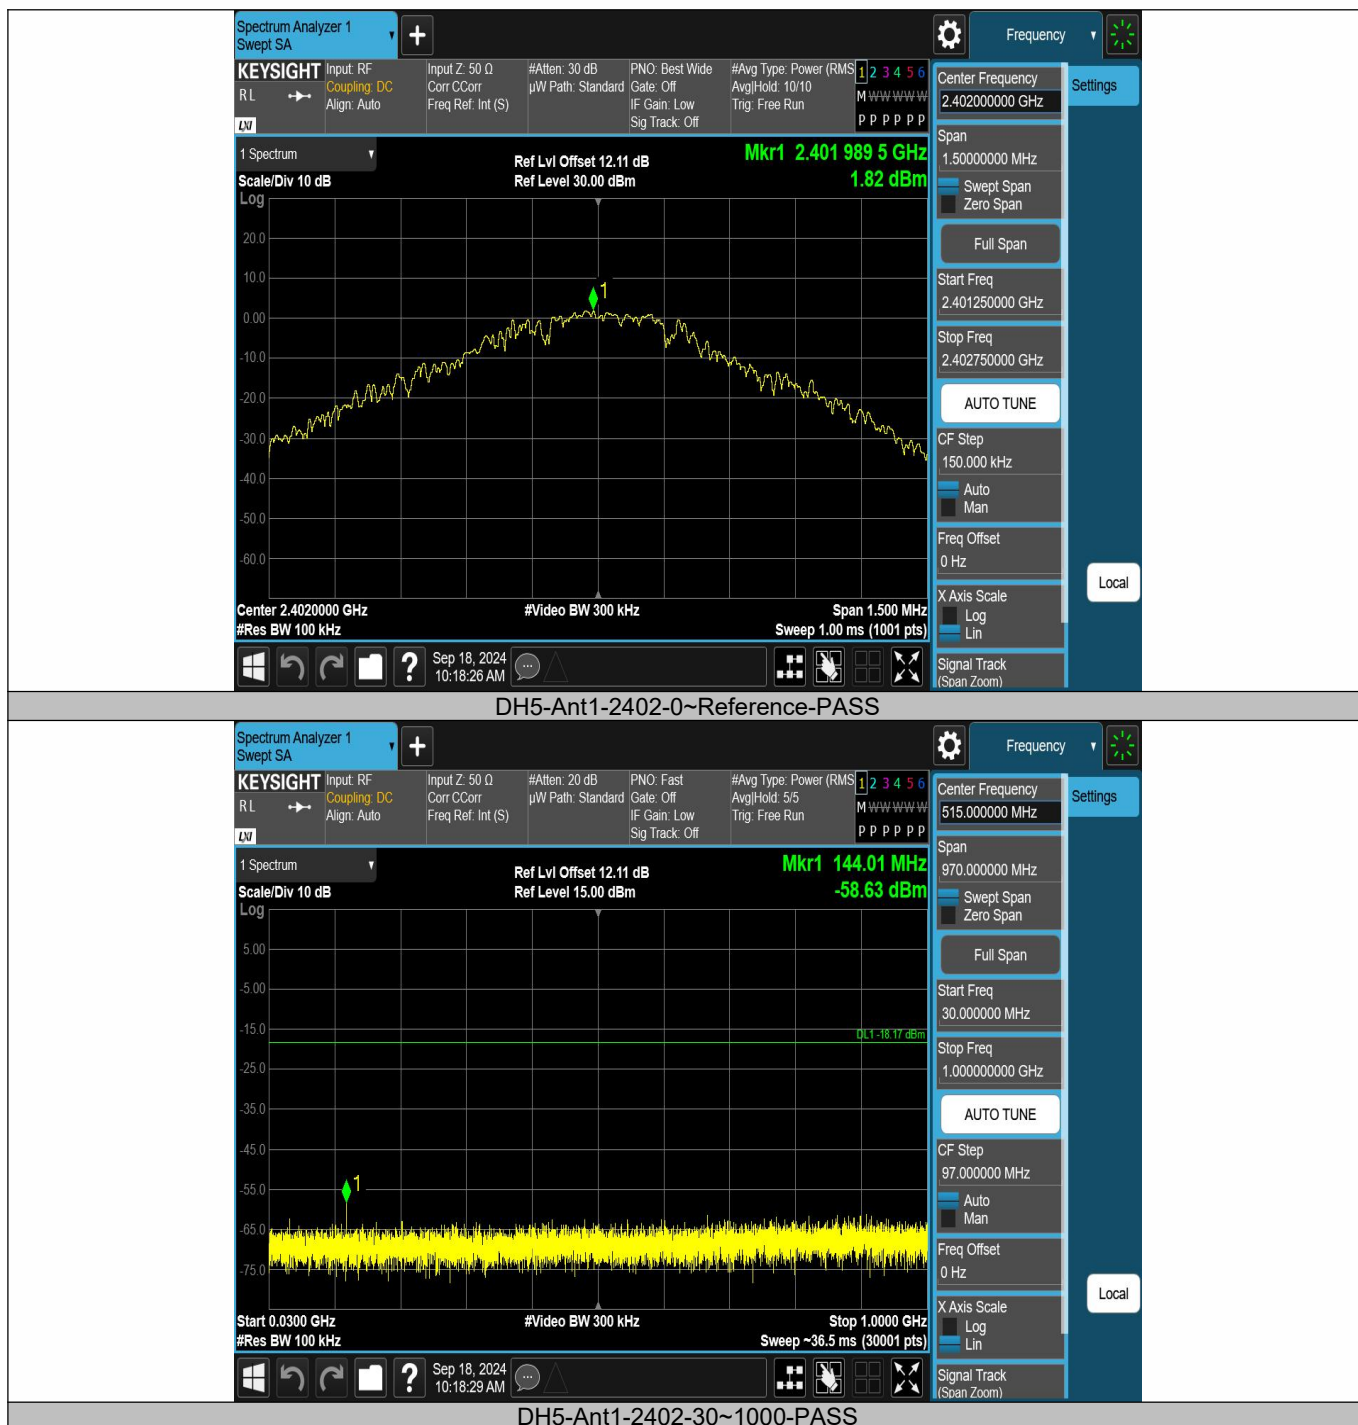 Spectrum Analyzer 1
Swept SA
Frequency
KEYSIGHT
RL
LXI
Input: RF
Coupling: DC
Align: Auto
Input Z: 50 Ω
Corr CCorr
Freq Ref: Int (S)
#Atten: 30 dB
µW Path: Standard
PNO: Best Wide
Gate: Off
IF Gain: Low
Sig Track: Off
#Avg Type: Power (RMS
Avg|Hold: 10/10
Trig: Free Run
1 2 3 4 5 6
M W W W W W
P P P P P P
1 Spectrum
Scale/Div 10 dB
Ref Lvl Offset 12.11 dB
Ref Level 30.00 dBm
Mkr1 2.401 989 5 GHz
1.82 dBm
Log
20.0
10.0
0.00
-10.0
-20.0
-30.0
-40.0
-50.0
-60.0
1
Center 2.4020000 GHz
#Res BW 100 kHz
#Video BW 300 kHz
Span 1.500 MHz
Sweep 1.00 ms (1001 pts)
Sep 18, 2024
10:18:26 AM
Center Frequency
2.402000000 GHz
Settings
Span
1.50000000 MHz
Swept Span
Zero Span
Full Span
Start Freq
2.401250000 GHz
Stop Freq
2.402750000 GHz
AUTO TUNE
CF Step
150.000 kHz
Auto
Man
Freq Offset
0 Hz
X Axis Scale
Log
Lin
Local
Signal Track
(Span Zoom)
DH5-Ant1-2402-0~Reference-PASS
Spectrum Analyzer 1
Swept SA
Frequency
KEYSIGHT
RL
LXI
Input: RF
Coupling: DC
Align: Auto
Input Z: 50 Ω
Corr CCorr
Freq Ref: Int (S)
#Atten: 20 dB
µW Path: Standard
PNO: Fast
Gate: Off
IF Gain: Low
Sig Track: Off
#Avg Type: Power (RMS
Avg|Hold: 5/5
Trig: Free Run
1 2 3 4 5 6
M W W W W W
P P P P P P
1 Spectrum
Scale/Div 10 dB
Ref Lvl Offset 12.11 dB
Ref Level 15.00 dBm
Mkr1 144.01 MHz
-58.63 dBm
Log
5.00
-5.00
-15.0
-25.0
-35.0
-45.0
-55.0
-65.0
-75.0
DL1 -18.17 dBm
1
Start 0.0300 GHz
#Res BW 100 kHz
#Video BW 300 kHz
Stop 1.0000 GHz
Sweep ~36.5 ms (30001 pts)
Sep 18, 2024
10:18:29 AM
Center Frequency
515.000000 MHz
Settings
Span
970.000000 MHz
Swept Span
Zero Span
Full Span
Start Freq
30.000000 MHz
Stop Freq
1.000000000 GHz
AUTO TUNE
CF Step
97.000000 MHz
Auto
Man
Freq Offset
0 Hz
X Axis Scale
Log
Lin
Local
Signal Track
(Span Zoom)
DH5-Ant1-2402-30~1000-PASS